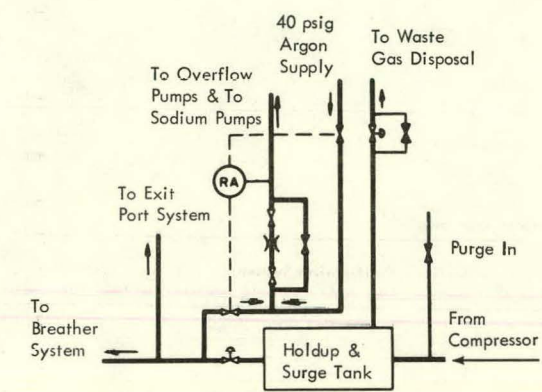 40 psig
Argon
Supply
To Waste
Gas Disposal
To Overflow
Pumps & To
Sodium Pumps
RA
To Exit
Port System
Purge In
To
Breather
System
From
Compressor
Holdup &
Surge Tank